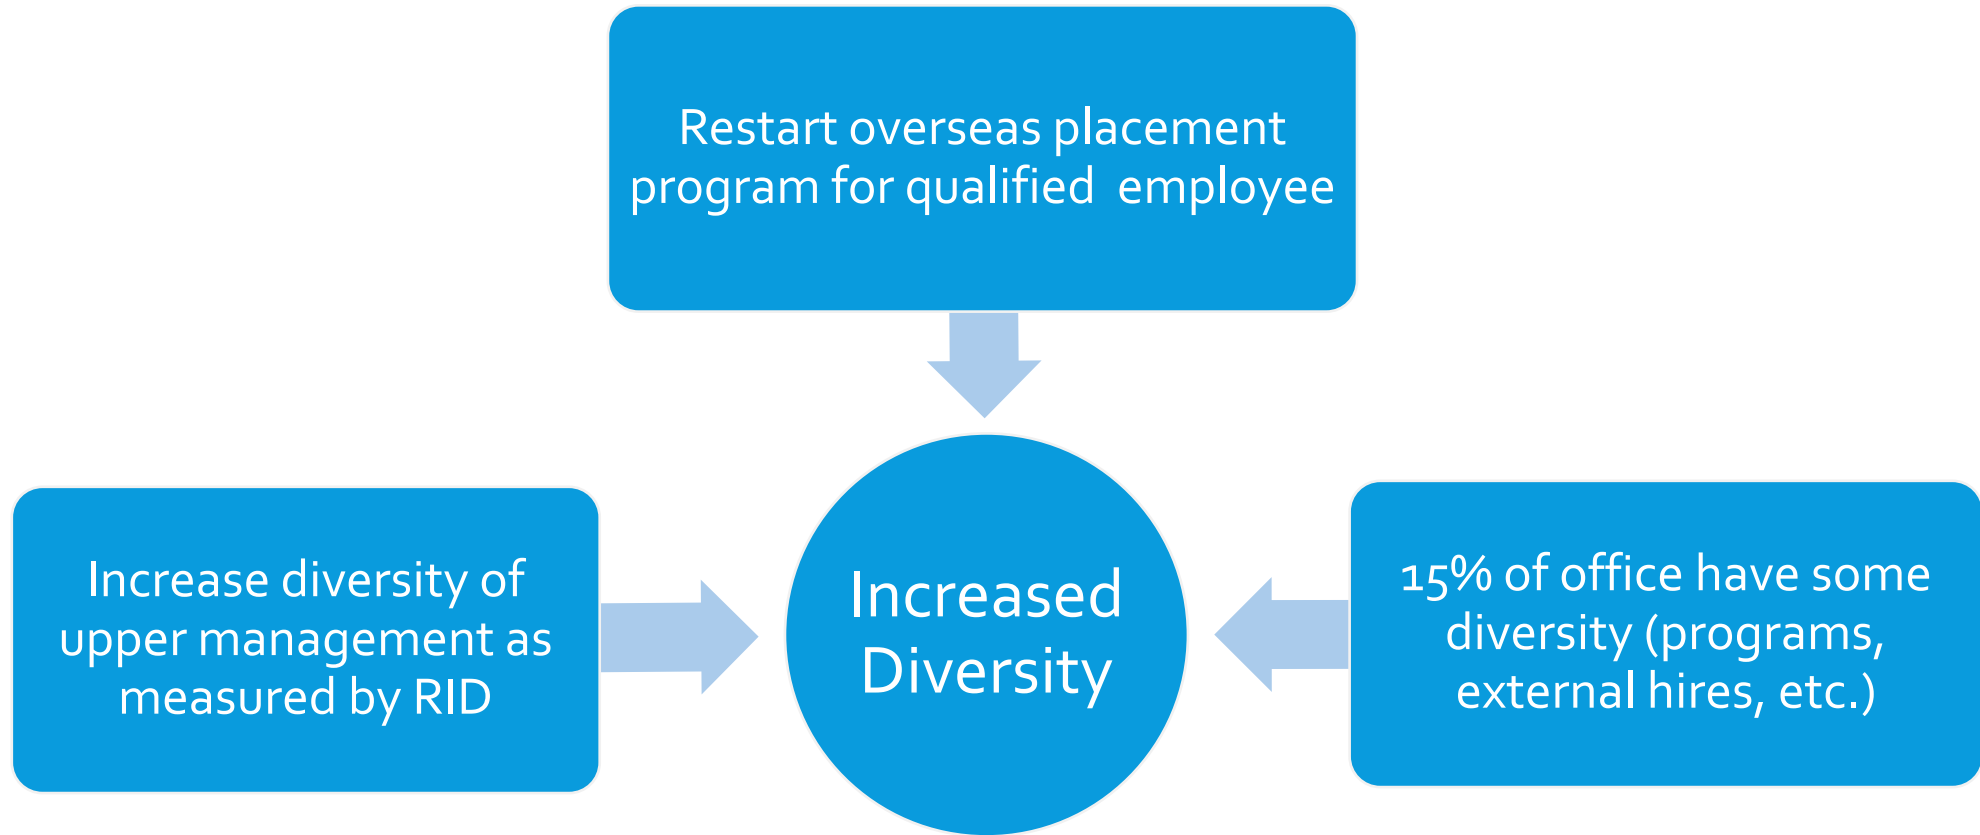 Restart overseas placement
program for qualified  employee
Increase diversity of
upper management as
measured by RID
Increased
Diversity
15% of office have some
diversity (programs,
external hires, etc.)